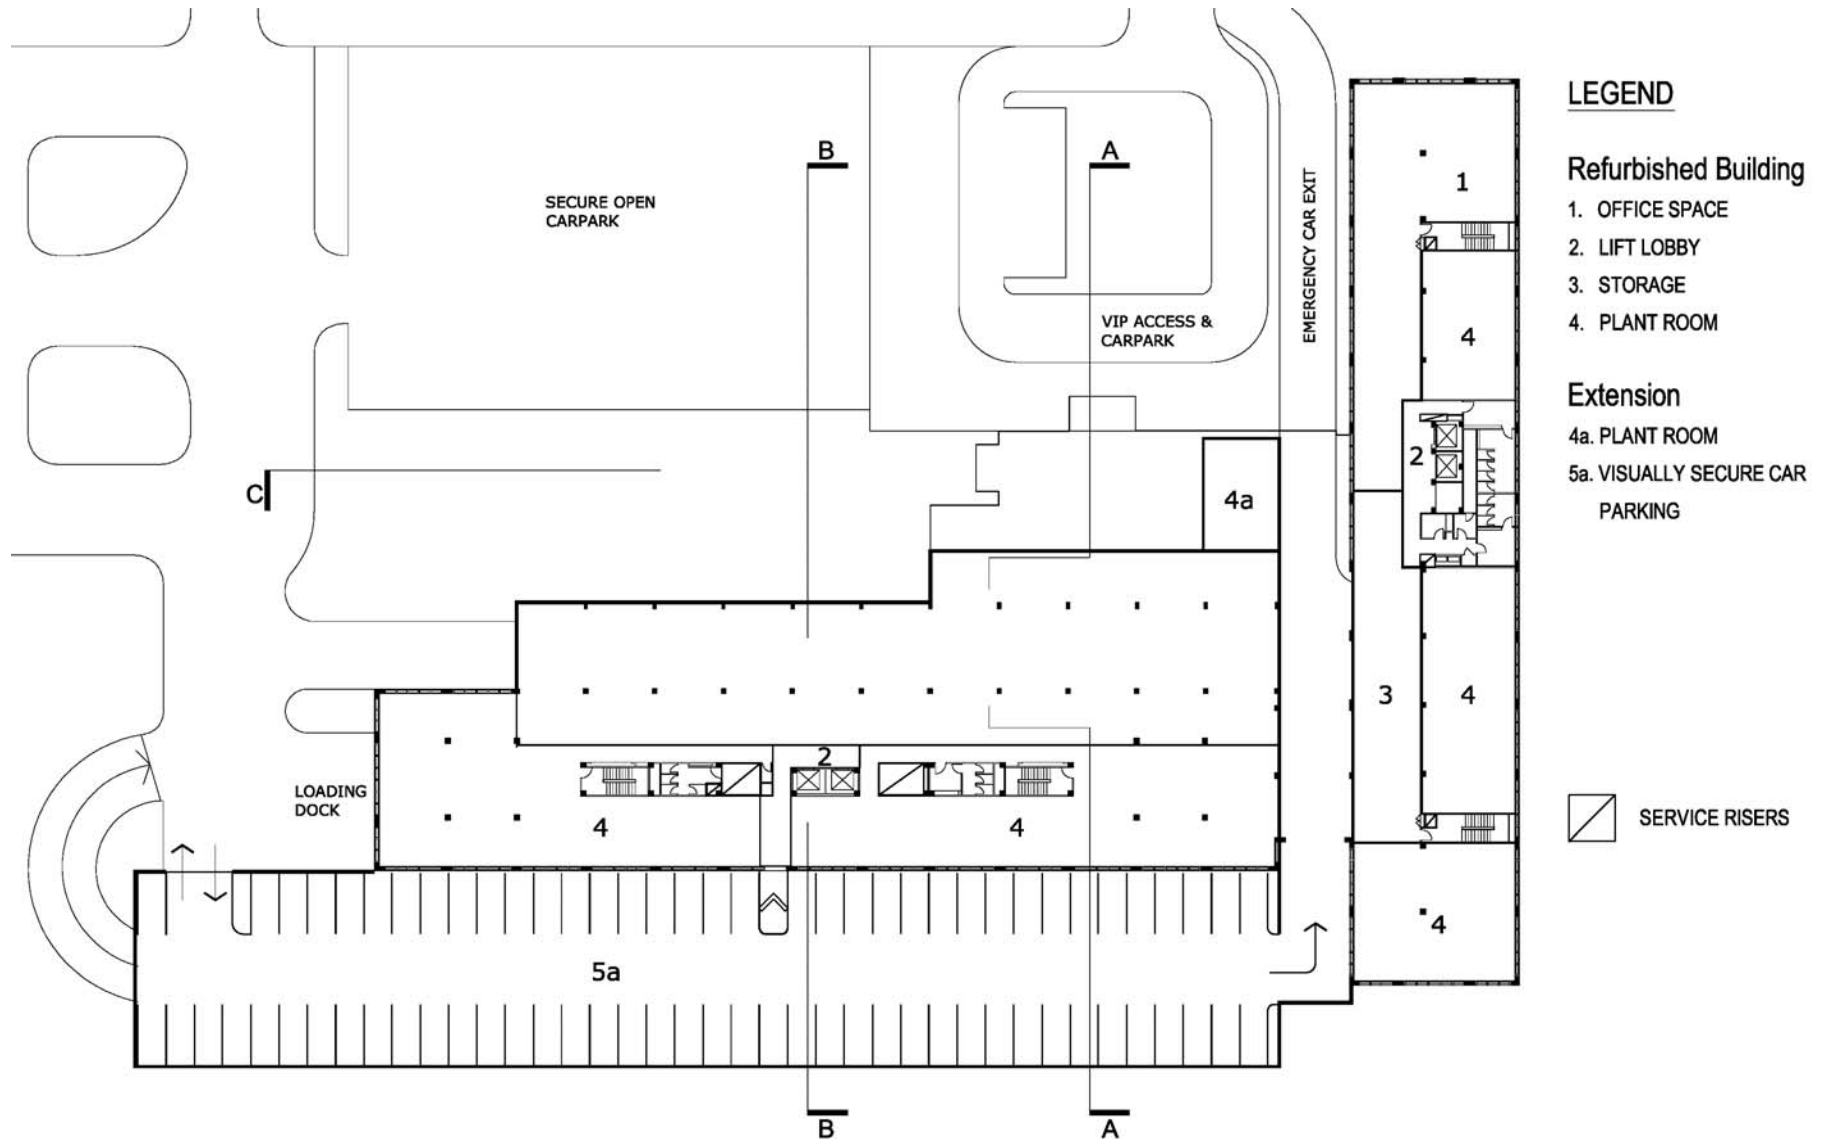 LEGEND
Refurbished Building
1. OFFICE SPACE
2. LIFT LOBBY
3. STORAGE
4. PLANT ROOM
Extension
4a. PLANT ROOM
5a. VISUALLY SECURE CAR
PARKING
SERVICE RISERS
B
A
SECURE OPEN
CARPARK
EMERGENCY CAR EXIT
1
VIP ACCESS &
CARPARK
4
2
C
4a
3
4
2
LOADING
DOCK
4
4
4
5a
B
A